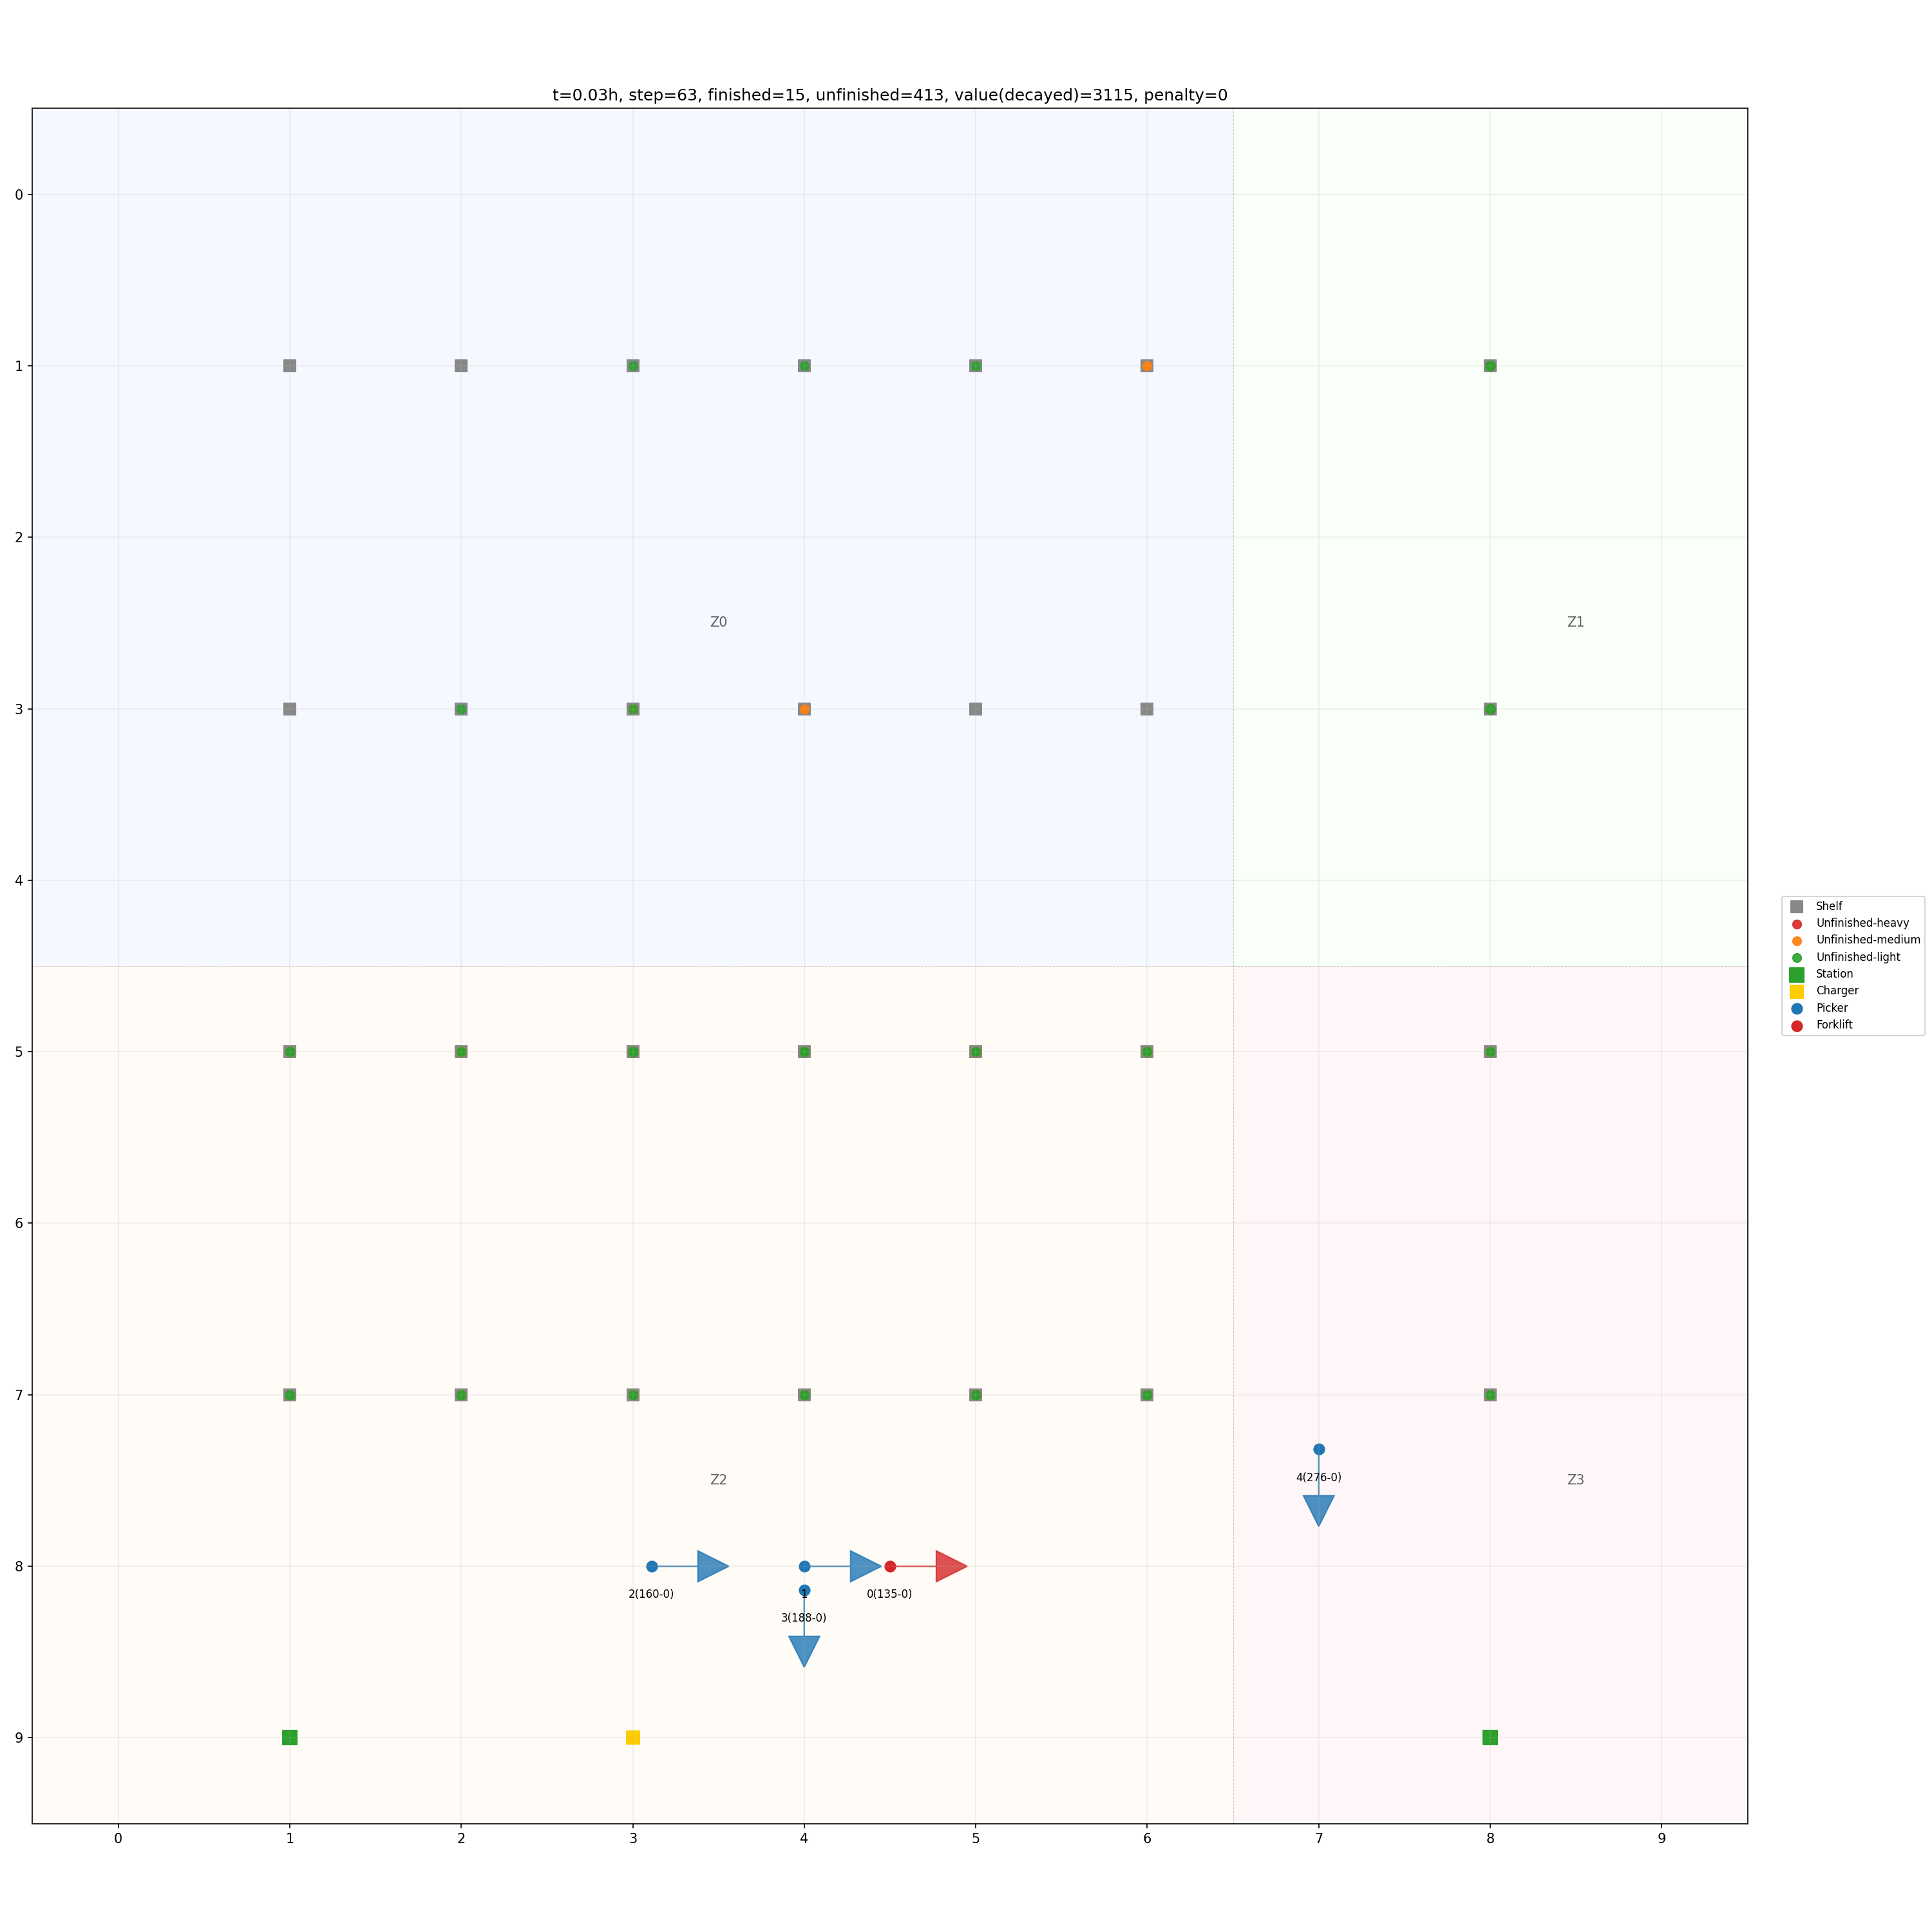 t=0.03h, step=63, finished=15, unfinished=413, value(decayed)=3115, penalty=0
0
1
2
Z0
Z1
3
4
Shelf
Unfinished-heavy
Unfinished-medium
Unfinished-light
Station
Charger
Picker
Forklift
5
6
7
Z2
4(276-0)
Z3
8
2(160-0)
1
0(135-0)
3(188-0)
9
0 1 2 3 4 5 6 7 8 9